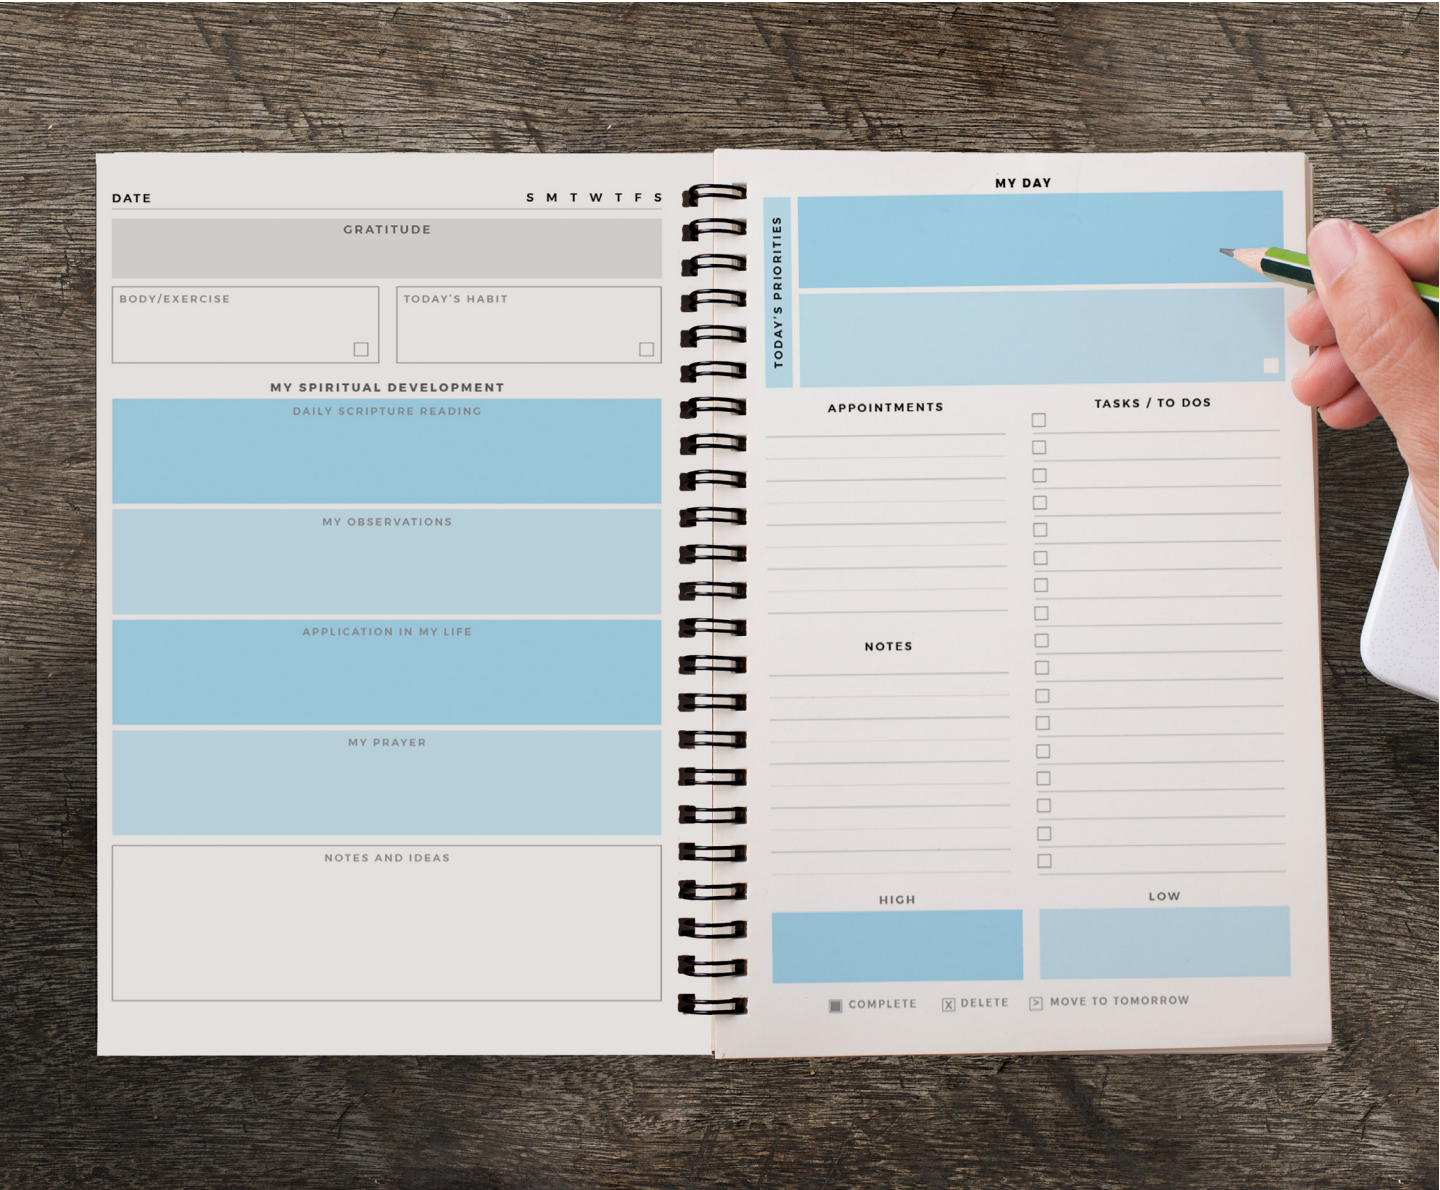 DATE
S M T W T F S
GRATITUDE
BODY/EXERCISE
TODAY'S HABIT
MY SPIRITUAL DEVELOPMENT
DAILY SCRIPTURE READING
MY OBSERVATIONS
APPLICATION IN MY LIFE
MY PRAYER
NOTES AND IDEAS
MY DAY
TODAY'S PRIORITIES
APPOINTMENTS
TASKS / TO DOS
NOTES
HIGH
LOW
COMPLETE
X DELETE
> MOVE TO TOMORROW